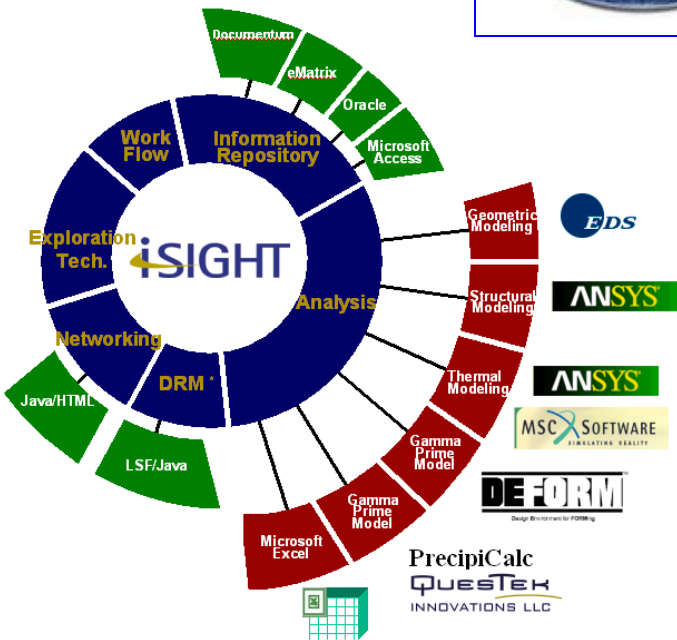 Documentum
eMatrix
Oracle
Microsoft
Access
Work
Flow
Information
Repository
Exploration
Tech.
iSIGHT
Analysis
Networking
DRM *
Java/HTML
LSF/Java
Geometric
Modeling
EDS
Structural
Modeling
ANSYS
Thermal
Modeling
ANSYS
MSC SOFTWARE
SIMULATING REALITY
Gamma
Prime
Model
DEFORM™
Design Environment for FORMing
Gamma
Prime
Model
Microsoft
Excel
PrecipiCalc
QUESTEK
INNOVATIONS LLC